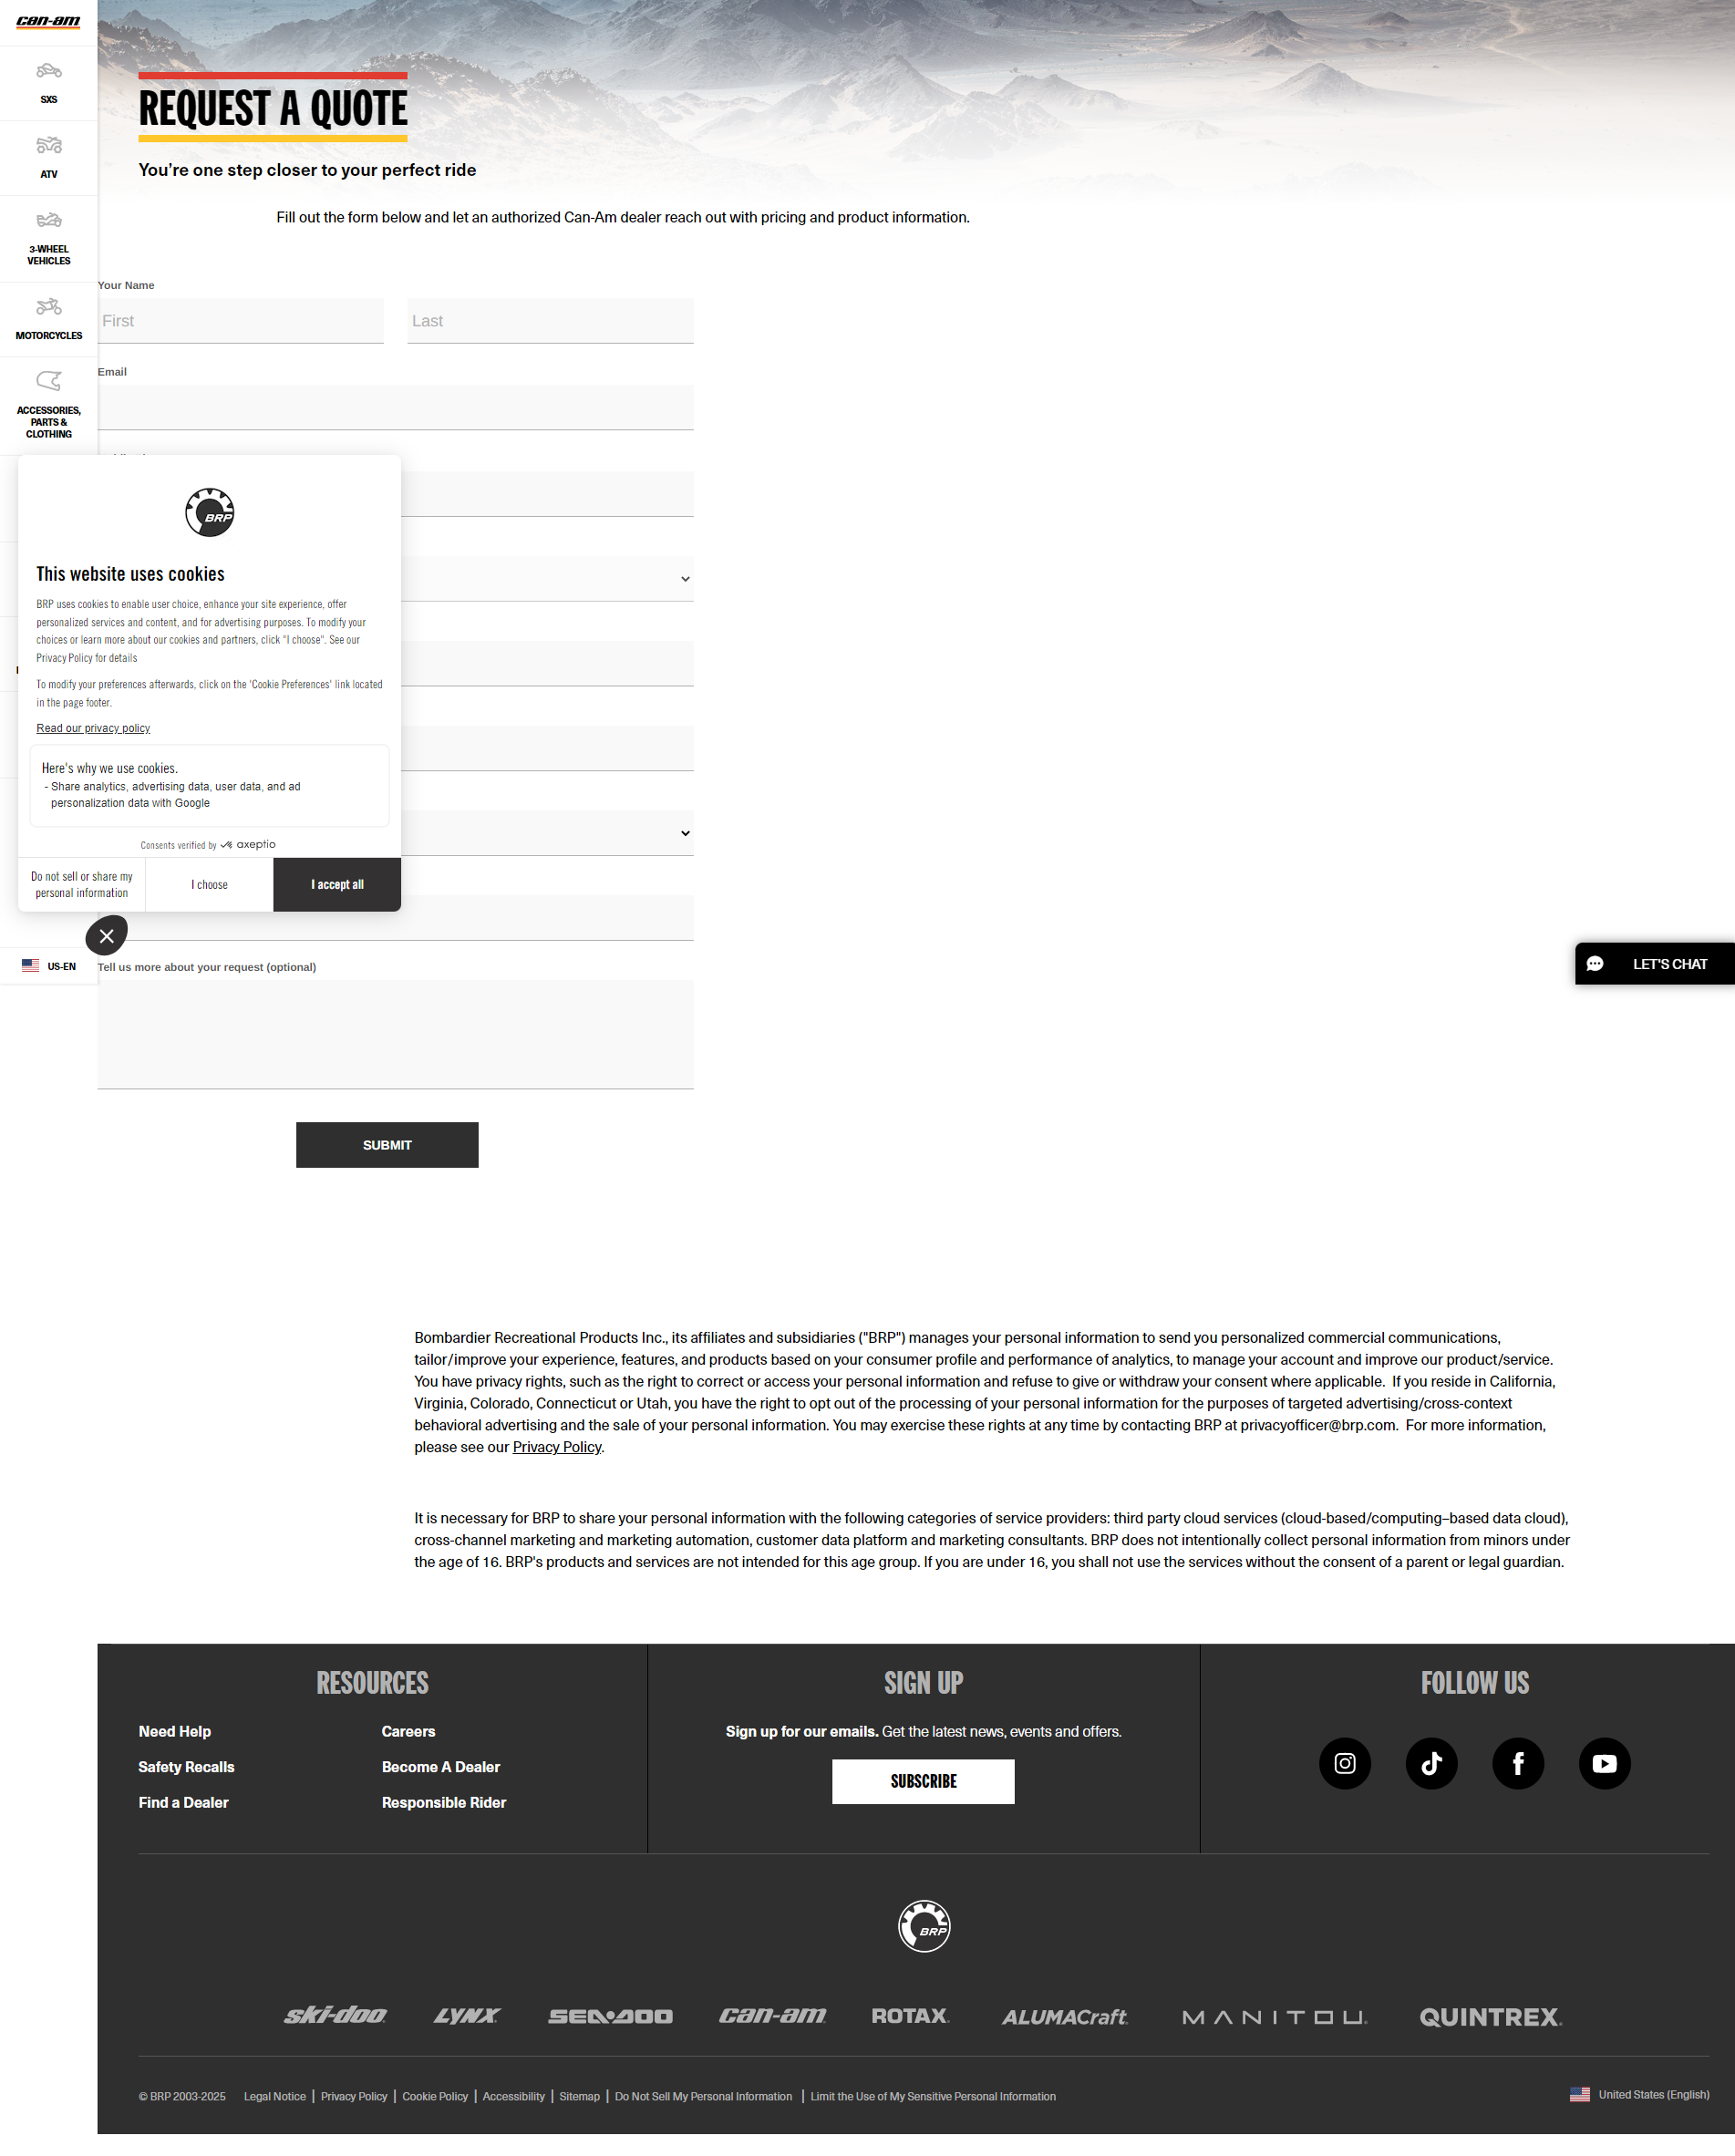 can-am
SXS
ATV
3-WHEEL
VEHICLES
MOTORCYCLES
ACCESSORIES,
PARTS &
CLOTHING
US-EN
REQUEST A QUOTE
You're one step closer to your perfect ride
Fill out the form below and let an authorized Can-Am dealer reach out with pricing and product information.
Your Name
First
Last
Email
BRP
This website uses cookies
BRP uses cookies to enable user choice, enhance your site experience, offer
personalized services and content, and for advertising purposes. To modify your
choices or learn more about our cookies and partners, click "I choose". See our
Privacy Policy for details
To modify your preferences afterwards, click on the 'Cookie Preferences' link located
in the page footer.
Read our privacy policy
Here's why we use cookies.
- Share analytics, advertising data, user data, and ad
personalization data with Google
Consents verified by axeptio
Do not sell or share my
personal information
I choose
I accept all
Tell us more about your request (optional)
SUBMIT
LET'S CHAT
Bombardier Recreational Products Inc., its affiliates and subsidiaries ("BRP") manages your personal information to send you personalized commercial communications,
tailor/improve your experience, features, and products based on your consumer profile and performance of analytics, to manage your account and improve our product/service.
You have privacy rights, such as the right to correct or access your personal information and refuse to give or withdraw your consent where applicable.  If you reside in California,
Virginia, Colorado, Connecticut or Utah, you have the right to opt out of the processing of your personal information for the purposes of targeted advertising/cross-context
behavioral advertising and the sale of your personal information. You may exercise these rights at any time by contacting BRP at privacyofficer@brp.com.  For more information,
please see our Privacy Policy.
It is necessary for BRP to share your personal information with the following categories of service providers: third party cloud services (cloud-based/computing–based data cloud),
cross-channel marketing and marketing automation, customer data platform and marketing consultants. BRP does not intentionally collect personal information from minors under
the age of 16. BRP's products and services are not intended for this age group. If you are under 16, you shall not use the services without the consent of a parent or legal guardian.
RESOURCES
Need Help
Careers
Safety Recalls
Become A Dealer
Find a Dealer
Responsible Rider
SIGN UP
Sign up for our emails. Get the latest news, events and offers.
SUBSCRIBE
FOLLOW US
BRP
ski-doo LYNX SEA-DOO can-am ROTAX ALUMACraft MANITOU QUINTREX
© BRP 2003-2025 Legal Notice | Privacy Policy | Cookie Policy | Accessibility | Sitemap | Do Not Sell My Personal Information | Limit the Use of My Sensitive Personal Information
United States (English)